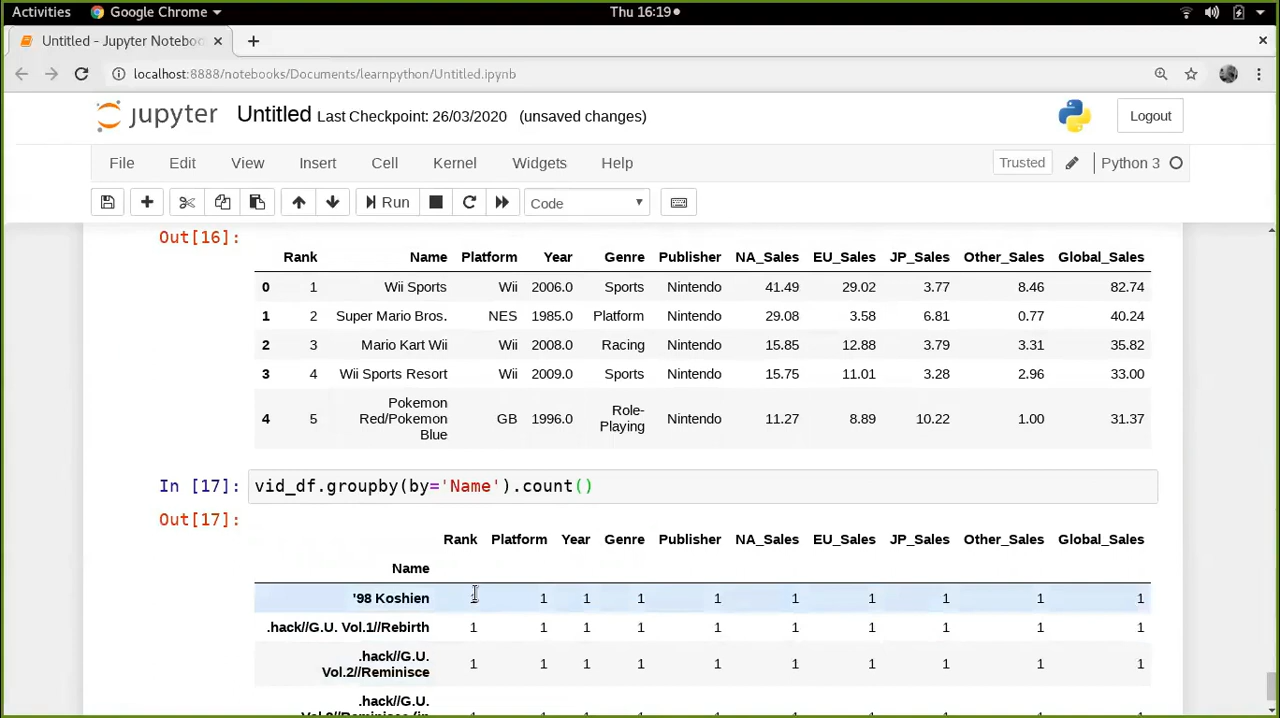 Activities Google Chrome Thu 16:19
Untitled - Jupyter Notebo
localhost:8888/notebooks/Documents/learnpython/Untitled.ipynb
jupyter Untitled Last Checkpoint: 26/03/2020 (unsaved changes) Logout
File Edit View Insert Cell Kernel Widgets Help Trusted Python 3
Run Code
Out[16]:
Rank Name Platform Year Genre Publisher NA_Sales EU_Sales JP_Sales Other_Sales Global_Sales
0 1 Wii Sports Wii 2006.0 Sports Nintendo 41.49 29.02 3.77 8.46 82.74
1 2 Super Mario Bros. NES 1985.0 Platform Nintendo 29.08 3.58 6.81 0.77 40.24
2 3 Mario Kart Wii Wii 2008.0 Racing Nintendo 15.85 12.88 3.79 3.31 35.82
3 4 Wii Sports Resort Wii 2009.0 Sports Nintendo 15.75 11.01 3.28 2.96 33.00
4 5 Pokemon Red/Pokemon Blue GB 1996.0 Role-Playing Nintendo 11.27 8.89 10.22 1.00 31.37
In [17]: vid_df.groupby(by='Name').count()
Out[17]:
Rank Platform Year Genre Publisher NA_Sales EU_Sales JP_Sales Other_Sales Global_Sales
Name
'98 Koshien 1 1 1 1 1 1 1 1 1 1
.hack//G.U. Vol.1//Rebirth 1 1 1 1 1 1 1 1 1 1
.hack//G.U. Vol.2//Reminisce 1 1 1 1 1 1 1 1 1 1
.hack//G.U.